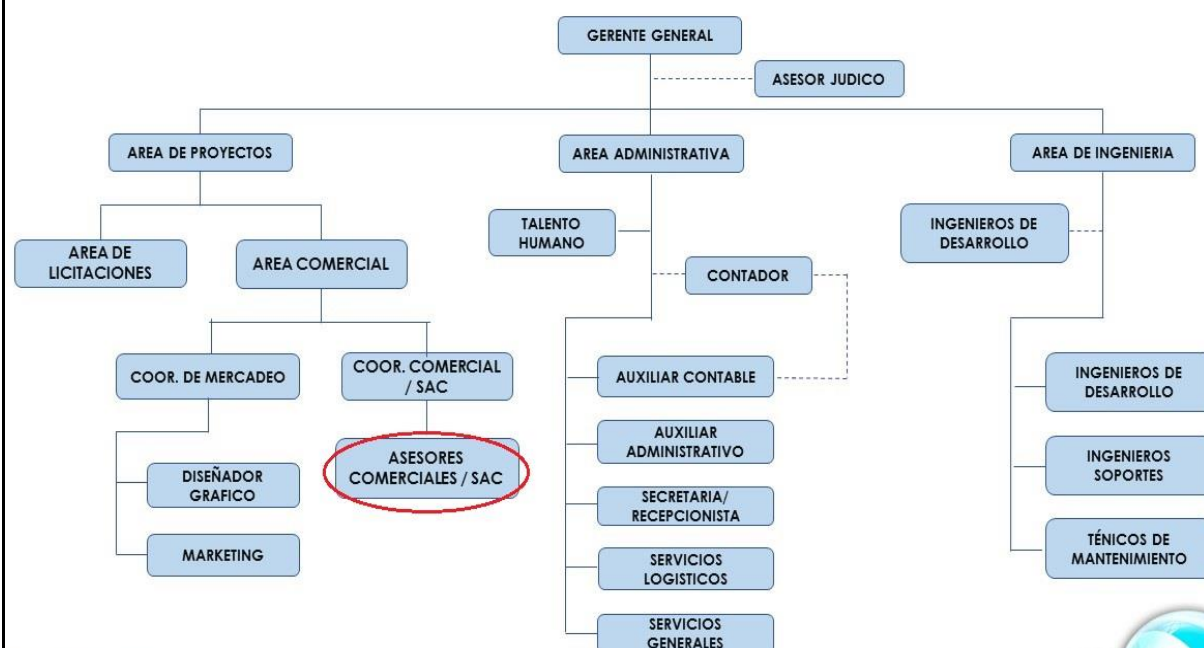 GERENTE GENERAL
ASESOR JUDICO
AREA DE PROYECTOS
AREA ADMINISTRATIVA
AREA DE INGENIERIA
TALENTO
HUMANO
INGENIEROS DE
DESARROLLO
AREA DE
LICITACIONES
AREA COMERCIAL
CONTADOR
COOR. DE MERCADEO
COOR. COMERCIAL
/ SAC
AUXILIAR CONTABLE
INGENIEROS DE
DESARROLLO
AUXILIAR
ADMINISTRATIVO
ASESORES
COMERCIALES / SAC
INGENIEROS
SOPORTES
DISEÑADOR
GRAFICO
SECRETARIA/
RECEPCIONISTA
MARKETING
SERVICIOS
LOGISTICOS
TÉNICOS DE
MANTENIMIENTO
SERVICIOS
GENERALES